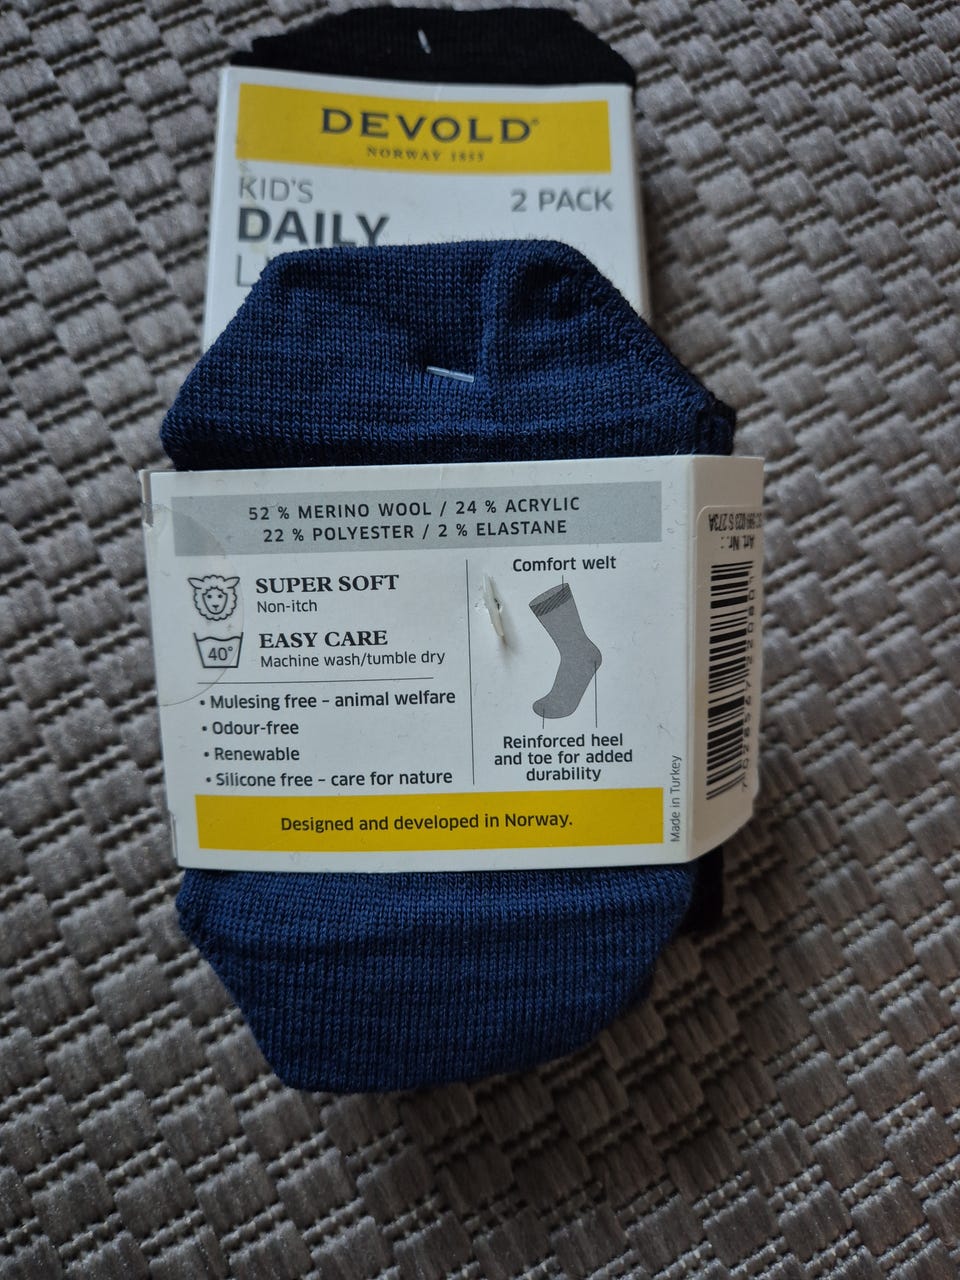 DEVOLD®
NORWAY 1853
KID'S
DAILY
2 PACK
52 % MERINO WOOL / 24 % ACRYLIC
22 % POLYESTER / 2 % ELASTANE
SUPER SOFT
Non-itch
40°
EASY CARE
Machine wash/tumble dry
• Mulesing free – animal welfare
• Odour-free
• Renewable
• Silicone free – care for nature
Comfort welt
Reinforced heel
and toe for added
durability
Designed and developed in Norway.
Made in Turkey
Art. Nr.: